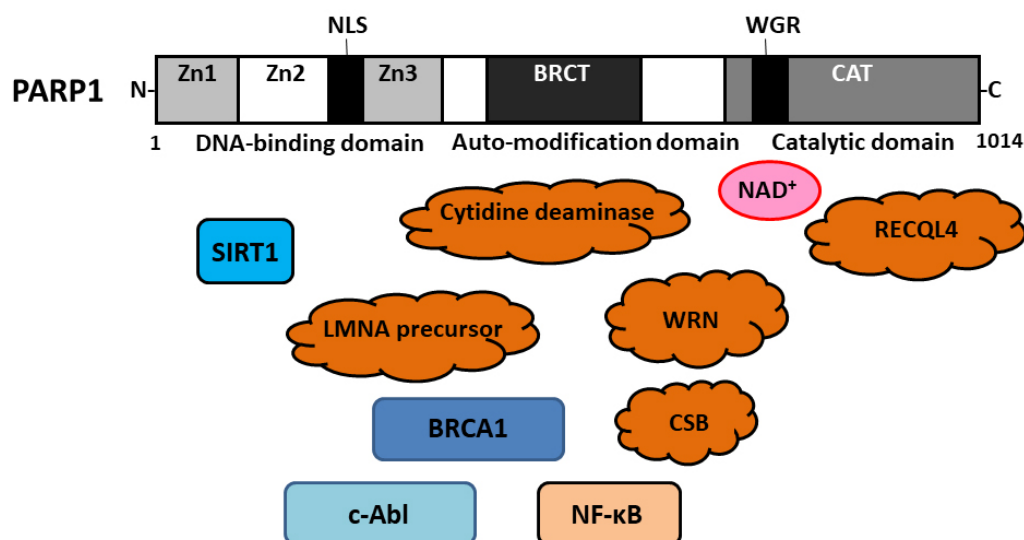 NLS WGR
Zn1 Zn2 Zn3 BRCT CAT
PARP1 N- -C
1 DNA-binding domain Auto-modification domain Catalytic domain 1014
NAD⁺
Cytidine deaminase
RECQL4
SIRT1
LMNA precursor
WRN
BRCA1
CSB
c-Abl
NF-κB